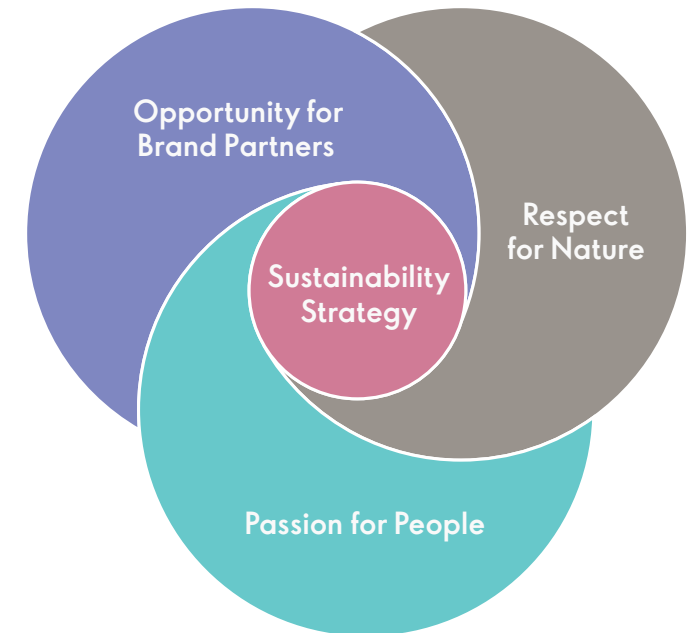 Opportunity for
Brand Partners
Respect
for Nature
Sustainability
Strategy
Passion for People